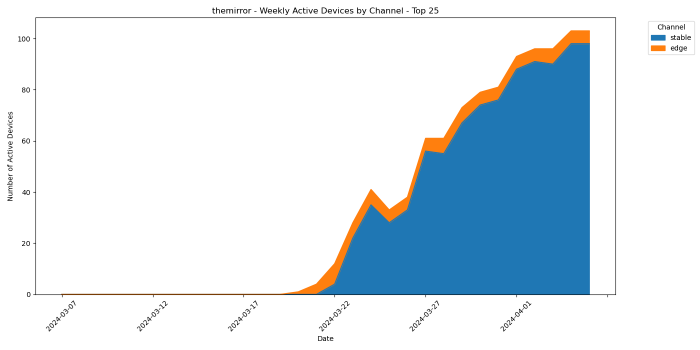 themirror - Weekly Active Devices by Channel - Top 25
Channel
stable
edge
Number of Active Devices
100
80
60
40
20
0
2024-03-07
2024-03-12
2024-03-17
2024-03-22
2024-03-27
2024-04-01
Date